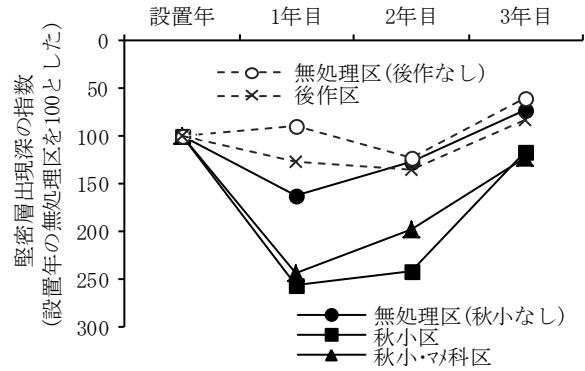 設置年 1年目 2年目 3年目
0
50
100
150
200
250
300
堅密層出現深の指数
(設置年の無処理区を100とした)
無処理区(後作なし)
後作区
無処理区(秋小なし)
秋小区
秋小・ﾏﾒ科区